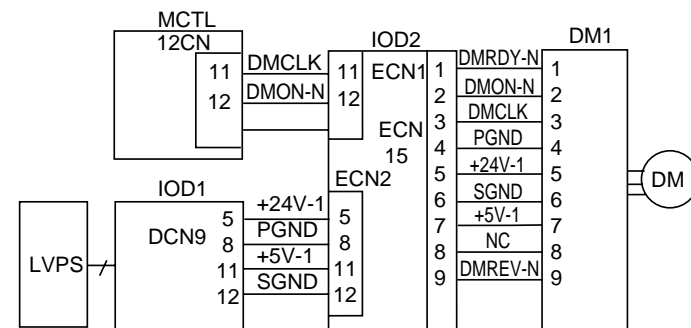 MCTL
12CN
11
12
DMCLK
DMON-N
IOD2
11
12
ECN1
ECN
15
ECN2
1
2
3
4
5
6
7
8
9
DMRDY-N
DMON-N
DMCLK
PGND
+24V-1
SGND
+5V-1
NC
DMREV-N
DM1
1
2
3
4
5
6
7
8
9
DM
IOD1
DCN9
5
8
11
12
+24V-1
PGND
+5V-1
SGND
5
8
11
12
LVPS